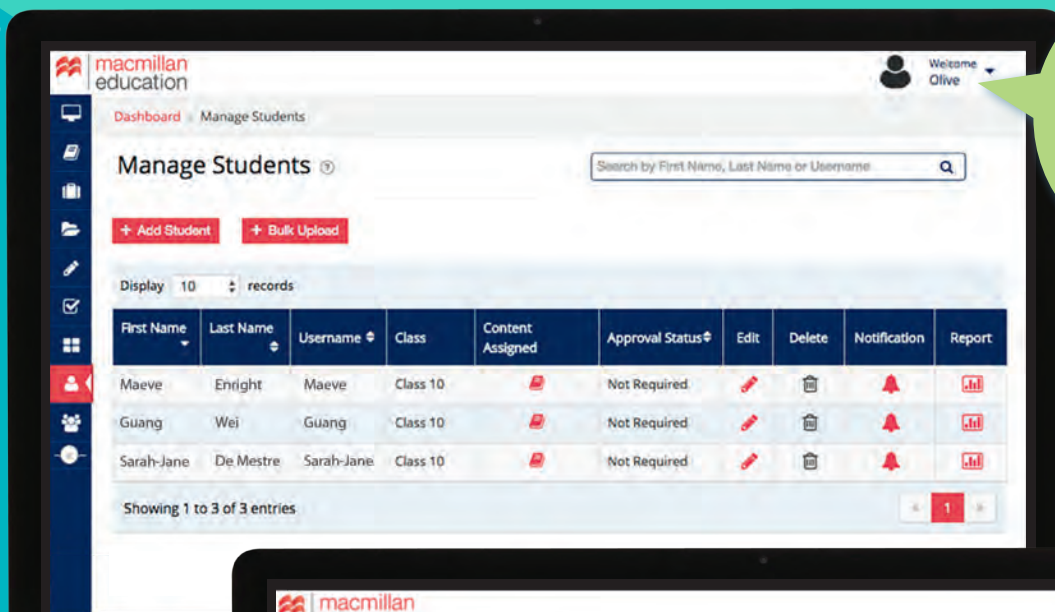 macmillan
education
Welcome
Olive
Dashboard Manage Students
Manage Students ?
Search by First Name, Last Name or Username
+ Add Student + Bulk Upload
Display 10 records
First Name Last Name Username Class Content Assigned Approval Status Edit Delete Notification Report
Maeve Enright Maeve Class 10 Not Required
Guang Wei Guang Class 10 Not Required
Sarah-Jane De Mestre Sarah-Jane Class 10 Not Required
Showing 1 to 3 of 3 entries « 1 »
macmillan